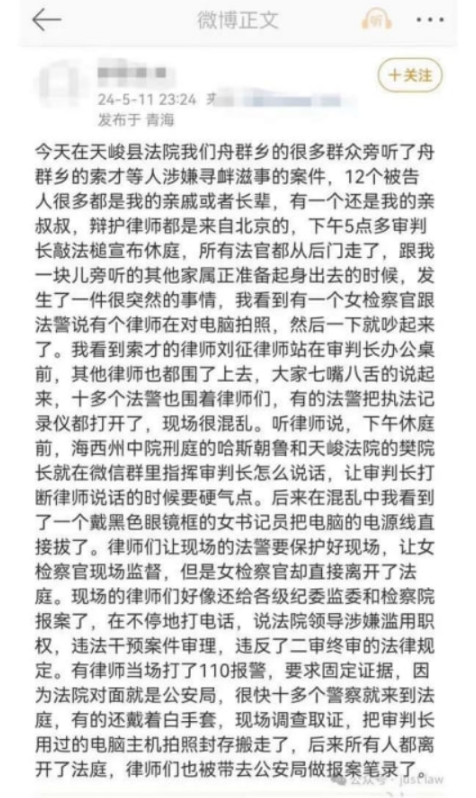 微博正文
听
+关注
24-5-11 23:24 来
发布于 青海
今天在天峻县法院我们舟群乡的很多群众旁听了舟
群乡的索才等人涉嫌寻衅滋事的案件，12个被告
人很多都是我的亲戚或者长辈，有一个还是我的亲
叔叔，辩护律师都是来自北京的，下午5点多审判
长敲法槌宣布休庭，所有法官都从后门走了，跟我
一块儿旁听的其他家属正准备起身出去的时候，发
生了一件很突然的事情，我看到有一个女检察官跟
法警说有个律师在对电脑拍照，然后一下就吵起来
了。我看到索才的律师刘征律师站在审判长办公桌
前，其他律师也都围了上去，大家七嘴八舌的说起
来，十多个法警也围着律师们，有的法警把执法记
录仪都打开了，现场很混乱。听律师说，下午休庭
前，海西州中院刑庭的哈斯朝鲁和天峻法院的樊院
长就在微信群里指挥审判长怎么说话，让审判长打
断律师说话的时候要硬气点。后来在混乱中我看到
了一个戴黑色眼镜框的女书记员把电脑的电源线直
接拔了。律师们让现场的法警要保护好现场，让女
检察官现场监督，但是女检察官却直接离开了法
庭。现场的律师们好像还给各级纪委监委和检察院
报案了，在不停地打电话，说法院领导涉嫌滥用职
权，违法干预案件审理，违反了二审终审的法律规
定。有律师当场打了110报警，要求固定证据，因
为法院对面就是公安局，很快十多个警察就来到法
庭，有的还戴着白手套，现场调查取证，把审判长
用过的电脑主机拍照封存搬走了，后来所有人都离
开了法庭，律师们也被带去公安局做报案笔录了。
公众号·just law